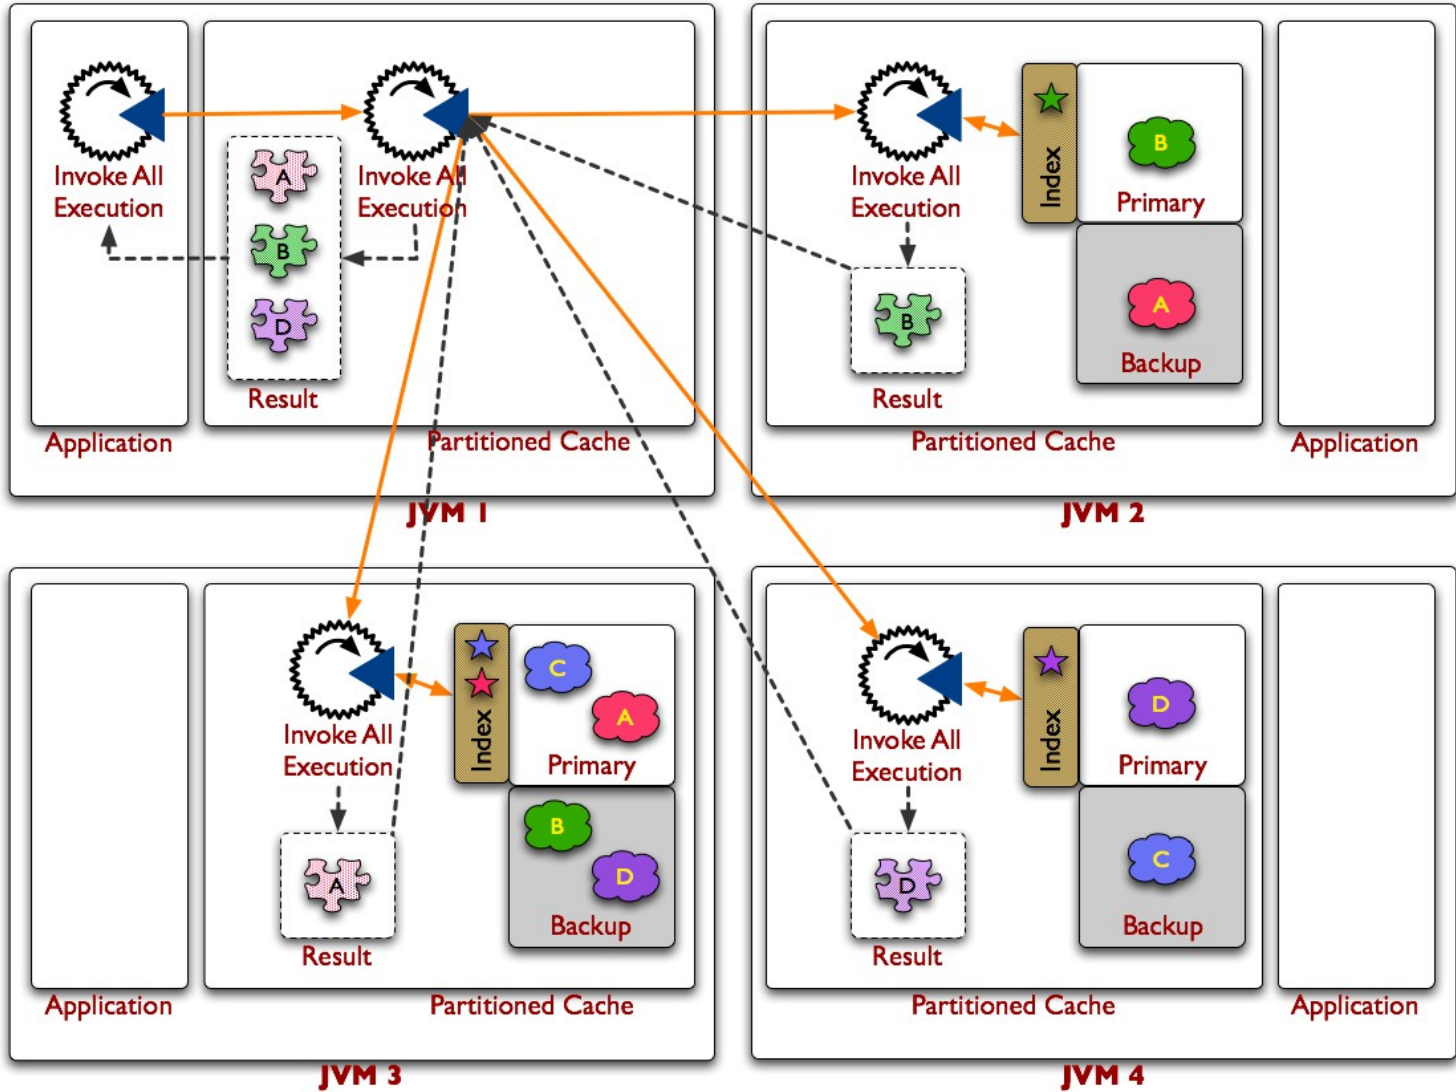 Invoke All
Execution
Application
A
B
D
Result
Invoke All
Execution
Partitioned Cache
JVM 1
Invoke All
Execution
B
Result
Index
B
Primary
A
Backup
Partitioned Cache
Application
JVM 2
Application
Invoke All
Execution
A
Result
Index
C
A
Primary
B
D
Backup
Partitioned Cache
JVM 3
Invoke All
Execution
D
Result
Index
D
Primary
C
Backup
Partitioned Cache
Application
JVM 4